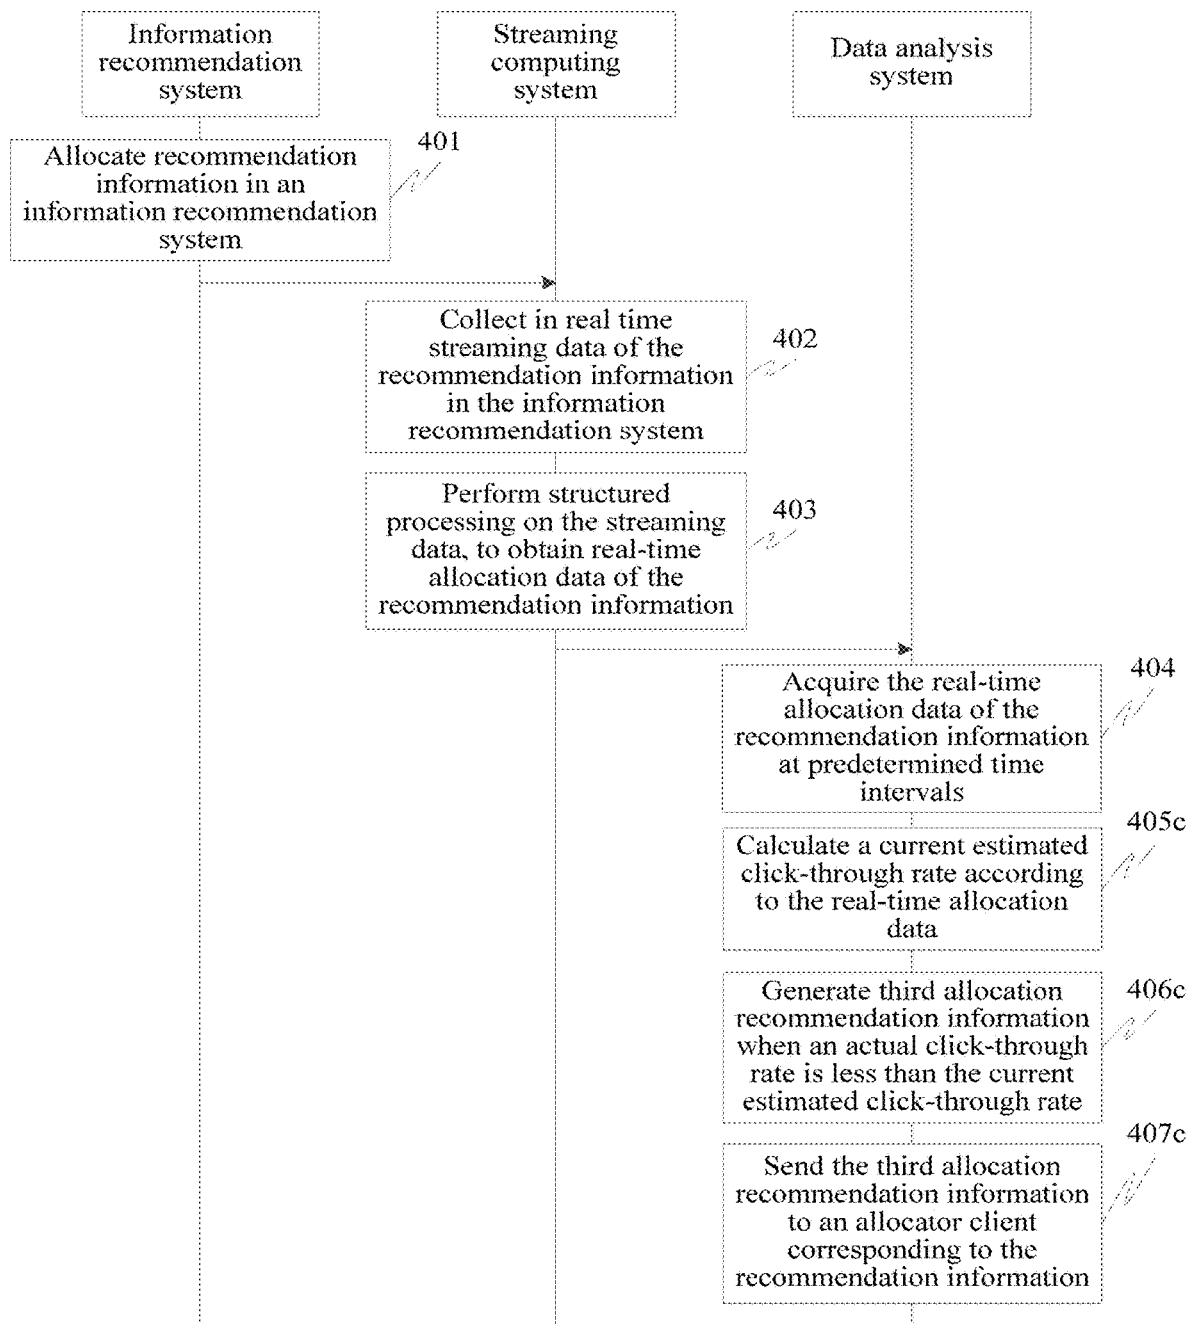 Information
recommendation
system
Streaming
computing
system
Data analysis
system
401
Allocate recommendation
information in an
information recommendation
system
402
Collect in real time
streaming data of the
recommendation information
in the information
recommendation system
403
Perform structured
processing on the streaming
data, to obtain real-time
allocation data of the
recommendation information
404
Acquire the real-time
allocation data of the
recommendation information
at predetermined time
intervals
405c
Calculate a current estimated
click-through rate according
to the real-time allocation
data
406c
Generate third allocation
recommendation information
when an actual click-through
rate is less than the current
estimated click-through rate
407c
Send the third allocation
recommendation information
to an allocator client
corresponding to the
recommendation information